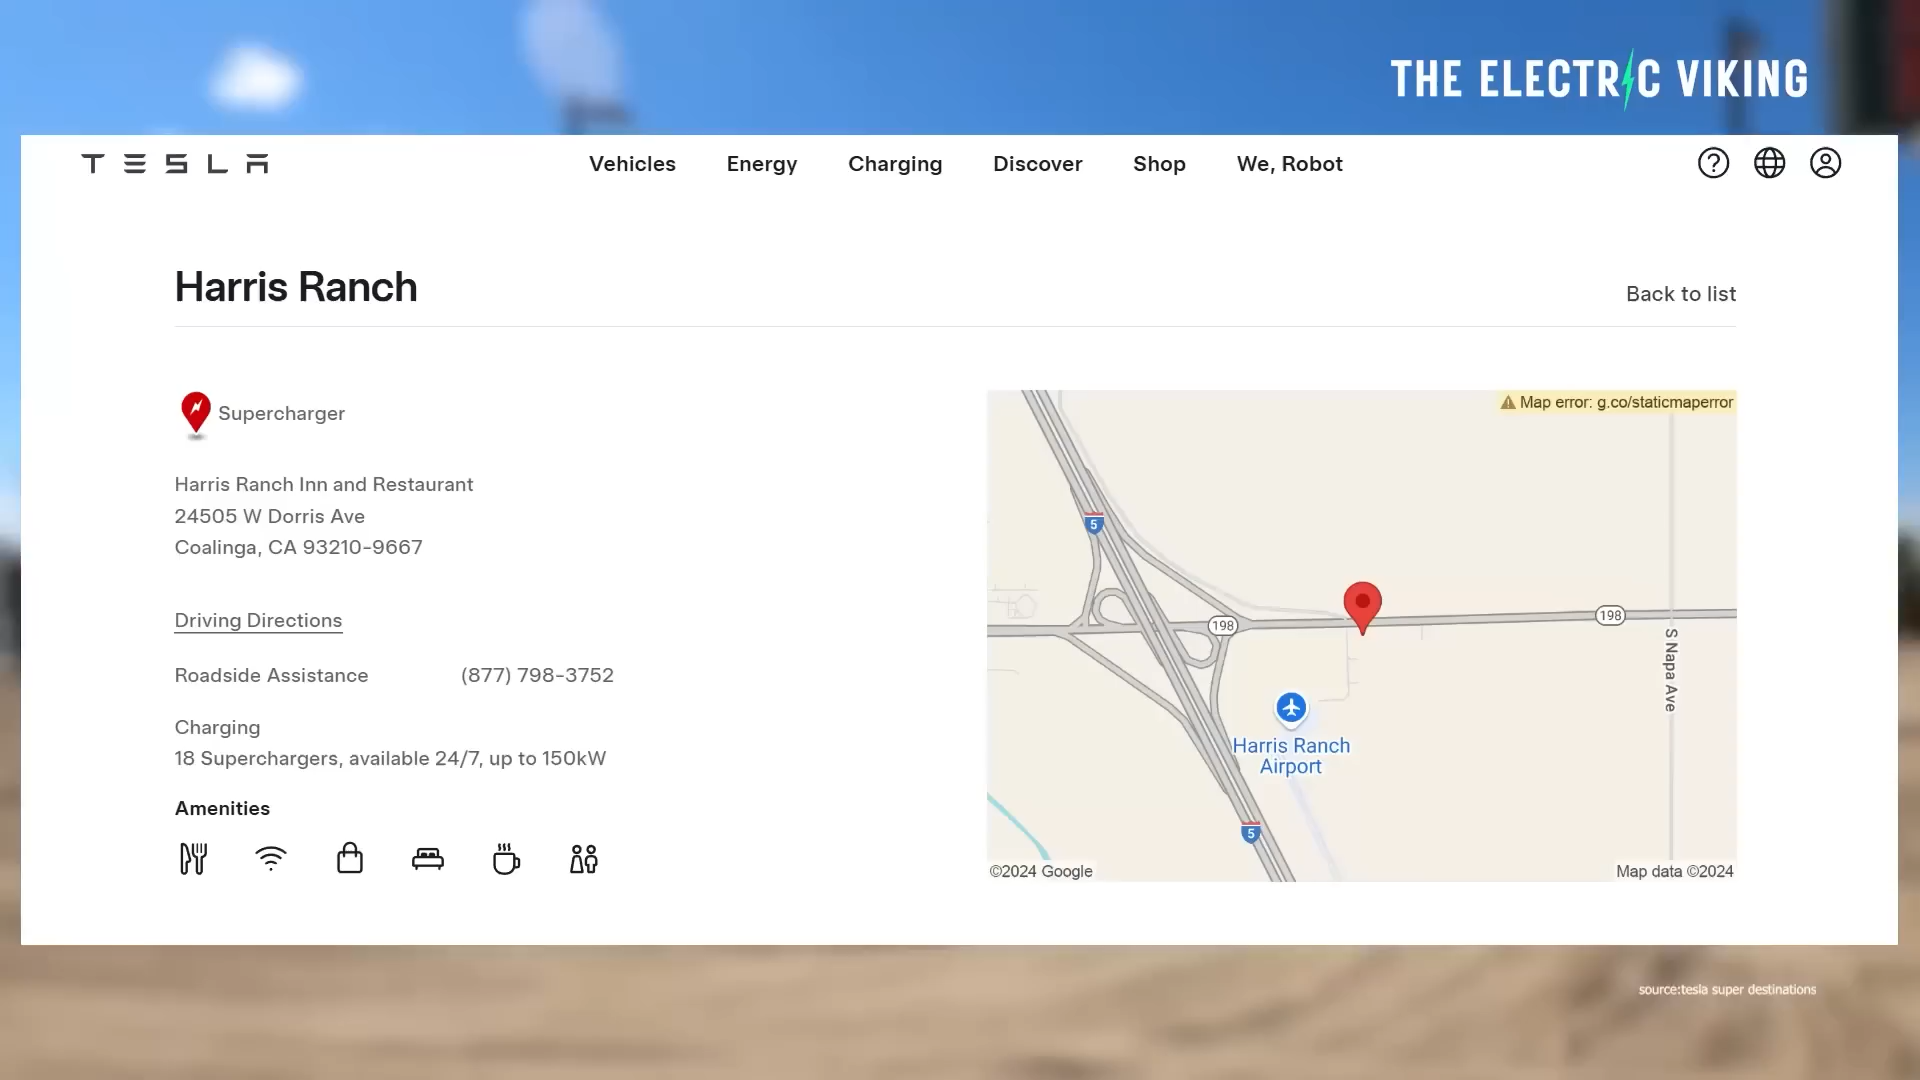 THE ELECTRIC VIKING
TESLA
Vehicles
Energy
Charging
Discover
Shop
We, Robot
Harris Ranch
Back to list
Supercharger
Harris Ranch Inn and Restaurant
24505 W Dorris Ave
Coalinga, CA 93210-9667
Driving Directions
Roadside Assistance (877) 798-3752
Charging
18 Superchargers, available 24/7, up to 150kW
Amenities
Map error: g.co/staticmaperror
5
198
198
S Napa Ave
Harris Ranch
Airport
5
©2024 Google
Map data ©2024
source:tesla super destinations